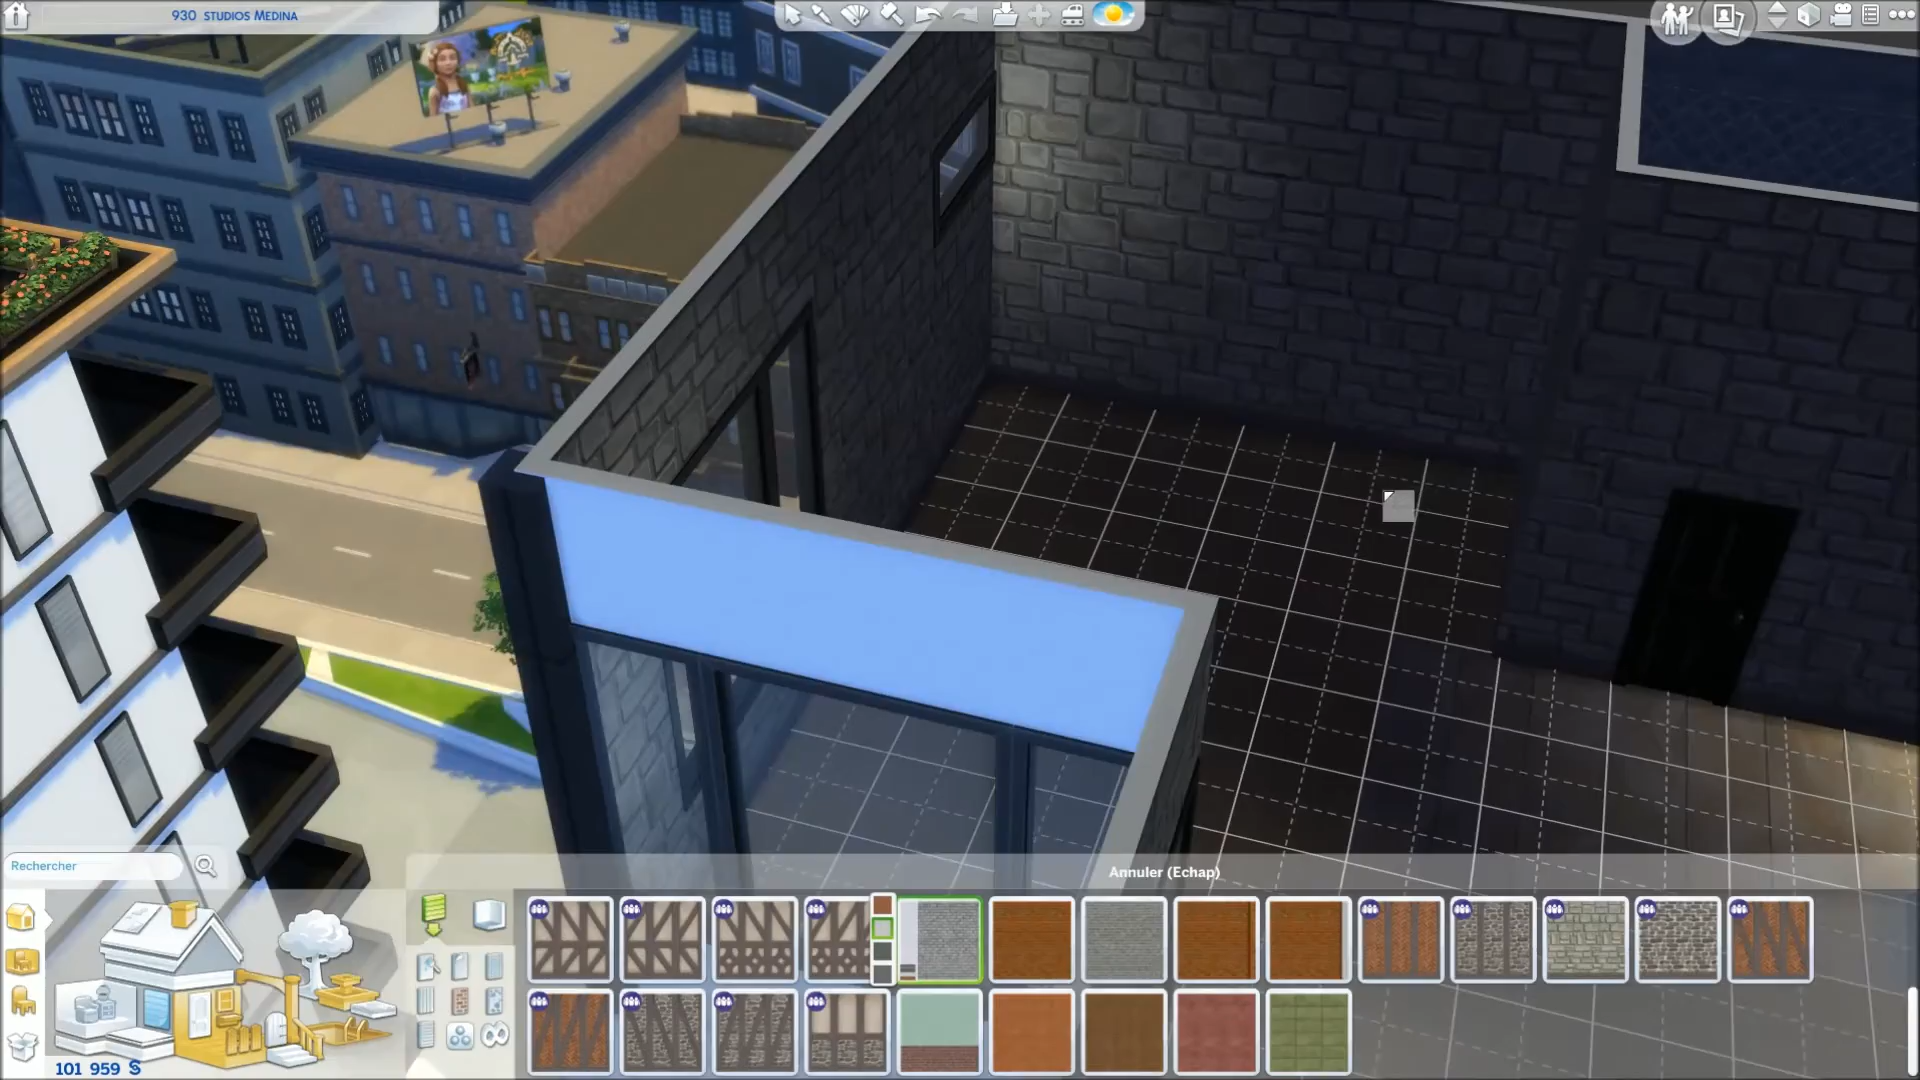 930 STUDIOS MEDINA
Rechercher
Annuler (Echap)
101 959 §